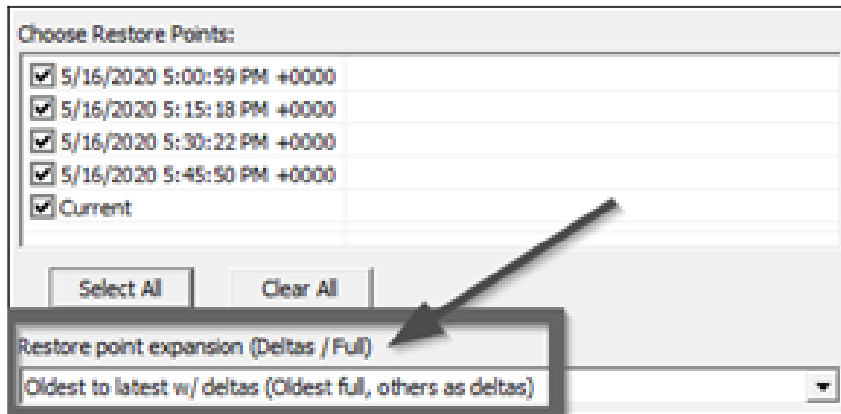 Choose Restore Points:
5/16/2020 5:00:59 PM +0000
5/16/2020 5:15:18 PM +0000
5/16/2020 5:30:22 PM +0000
5/16/2020 5:45:50 PM +0000
Current
Select All Clear All
Restore point expansion (Deltas / Full)
Oldest to latest w/ deltas (Oldest full, others as deltas)